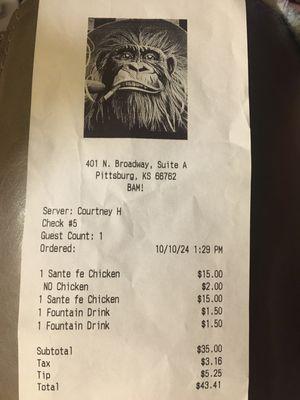 401 N. Broadway, Suite A
Pittsburg, KS 66762
BAM!
Server: Courtney H
Check #5
Guest Count: 1
Ordered: 10/10/24 1:29 PM
1 Sante fe Chicken $15.00
NO Chicken $2.00
1 Sante fe Chicken $15.00
1 Fountain Drink $1.50
1 Fountain Drink $1.50
Subtotal $35.00
Tax $3.16
Tip $5.25
Total $43.41